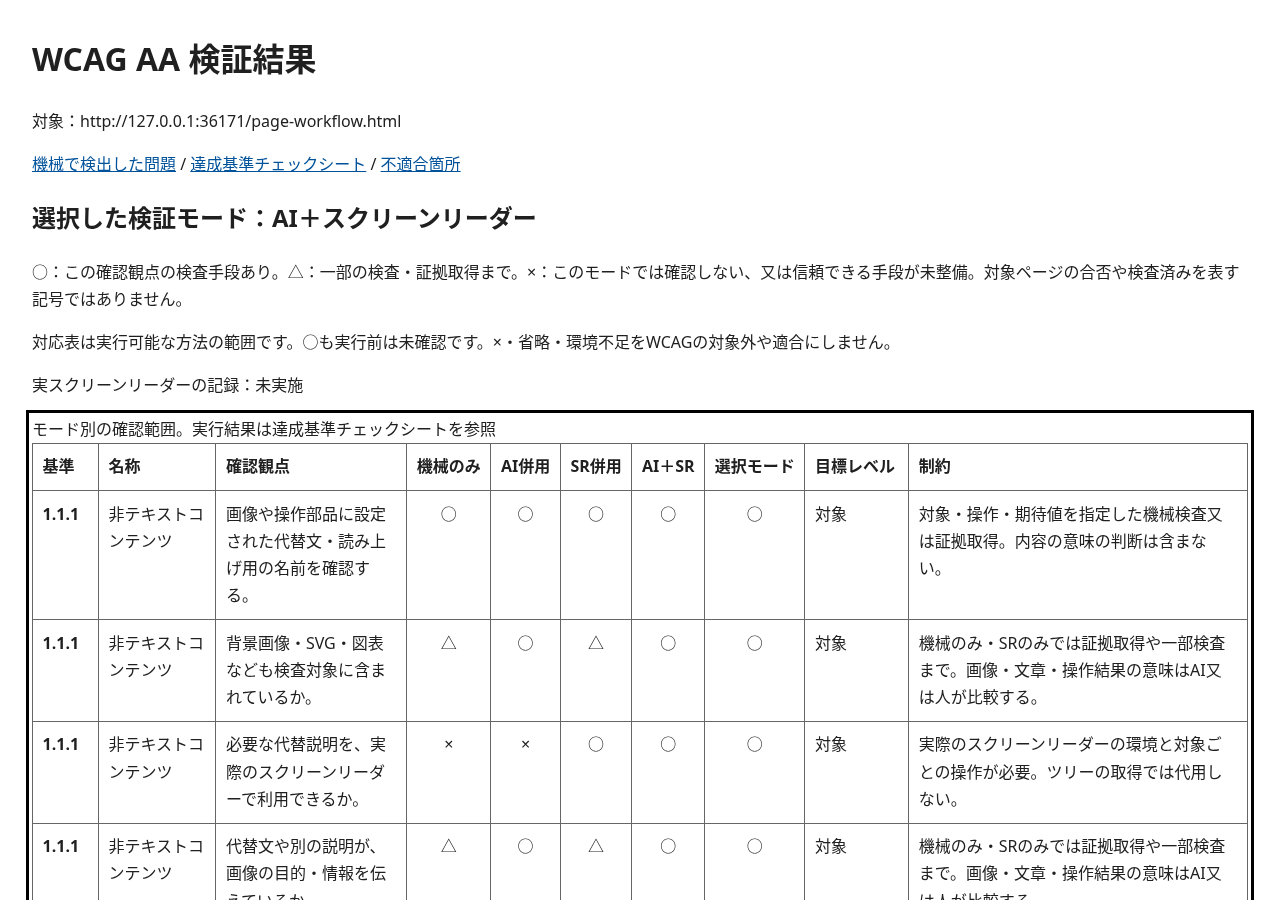 WCAG AA 検証結果
対象：http://127.0.0.1:36171/page-workflow.html
機械で検出した問題 / 達成基準チェックシート / 不適合箇所
選択した検証モード：AI＋スクリーンリーダー
○：この確認観点の検査手段あり。△：一部の検査・証拠取得まで。×：このモードでは確認しない、又は信頼できる手段が未整備。対象ページの合否や検査済みを表す
記号ではありません。
対応表は実行可能な方法の範囲です。○も実行前は未確認です。×・省略・環境不足をWCAGの対象外や適合にしません。
実スクリーンリーダーの記録：未実施
モード別の確認範囲。実行結果は達成基準チェックシートを参照
基準 名称 確認観点 機械のみ AI併用 SR併用 AI＋SR 選択モード 目標レベル 制約
1.1.1 非テキストコ 画像や操作部品に設定 ○ ○ ○ ○ ○ 対象 対象・操作・期待値を指定した機械検査又
ンテンツ された代替文・読み上 は証拠取得。内容の意味の判断は含まな
げ用の名前を確認す い。
る。
1.1.1 非テキストコ 背景画像・SVG・図表 △ ○ △ ○ ○ 対象 機械のみ・SRのみでは証拠取得や一部検査
ンテンツ なども検査対象に含ま まで。画像・文章・操作結果の意味はAI又
れているか。 は人が比較する。
1.1.1 非テキストコ 必要な代替説明を、実 × × ○ ○ ○ 対象 実際のスクリーンリーダーの環境と対象ご
ンテンツ 際のスクリーンリーダ との操作が必要。ツリーの取得では代用し
ーで利用できるか。 ない。
1.1.1 非テキストコ 代替文や別の説明が、 △ ○ △ ○ ○ 対象 機械のみ・SRのみでは証拠取得や一部検査
ンテンツ 画像の目的・情報を伝 まで。画像・文章・操作結果の意味はAI又
えているか は人が比較する